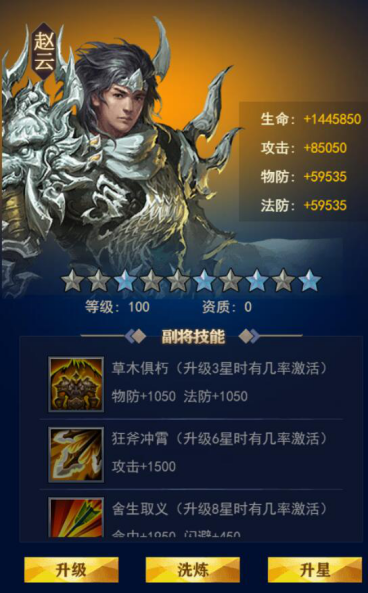 赵云
生命：+1445850
攻击：+85050
物防：+59535
法防：+59535
等级：100 资质：0
副将技能
草木俱朽（升级3星时有几率激活）
物防+1050 法防+1050
狂斧冲霄（升级6星时有几率激活）
攻击+1500
舍生取义（升级8星时有几率激活）
命中+1950 闪避+450
升级 洗炼 升星